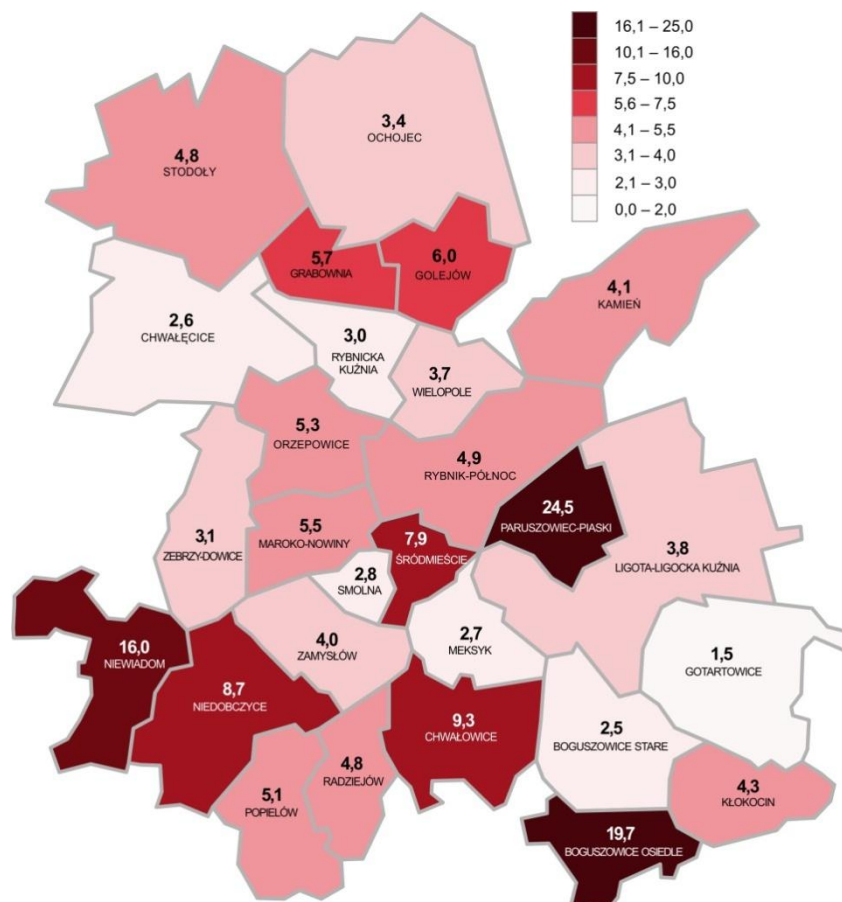 16,1 – 25,0
10,1 – 16,0
7,5 – 10,0
5,6 – 7,5
4,1 – 5,5
3,1 – 4,0
2,1 – 3,0
0,0 – 2,0
3,4
OCHOJEC
4,8
STODOŁY
5,7
GRABOWNIA
6,0
GOLEJÓW
4,1
KAMIEŃ
2,6
CHWAŁĘCICE
3,0
RYBNICKA
KUŹNIA
3,7
WIELOPOLE
5,3
ORZEPOWICE
4,9
RYBNIK-PÓŁNOC
24,5
PARUSZOWIEC-PIASKI
3,1
ZEBRZY-DOWICE
5,5
MAROKO-NOWINY
7,9
ŚRÓDMIEŚCIE
3,8
LIGOTA-LIGOCKA KUŹNIA
2,8
SMOLNA
16,0
NIEWIADOM
4,0
ZAMYSŁÓW
2,7
MEKSYK
1,5
GOTARTOWICE
8,7
NIEDOBCZYCE
9,3
CHWAŁOWICE
2,5
BOGUSZOWICE STARE
4,8
RADZIEJÓW
5,1
POPIELÓW
4,3
KŁOKOCIN
19,7
BOGUSZOWICE OSIEDLE